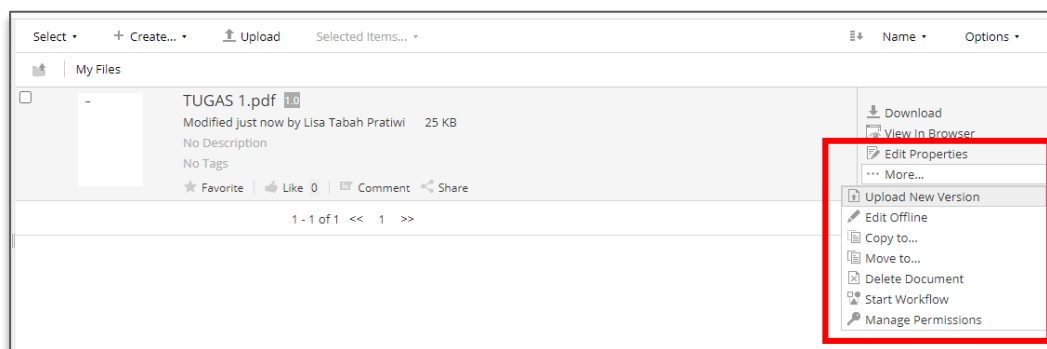 Select Create... Upload Selected Items... Name Options
My Files
TUGAS 1.pdf 1.0
Modified just now by Lisa Tabah Pratiwi 25 KB
No Description
No Tags
Favorite Like 0 Comment Share
1 - 1 of 1 << 1 >>
Download
View In Browser
Edit Properties
More...
Upload New Version
Edit Offline
Copy to...
Move to...
Delete Document
Start Workflow
Manage Permissions